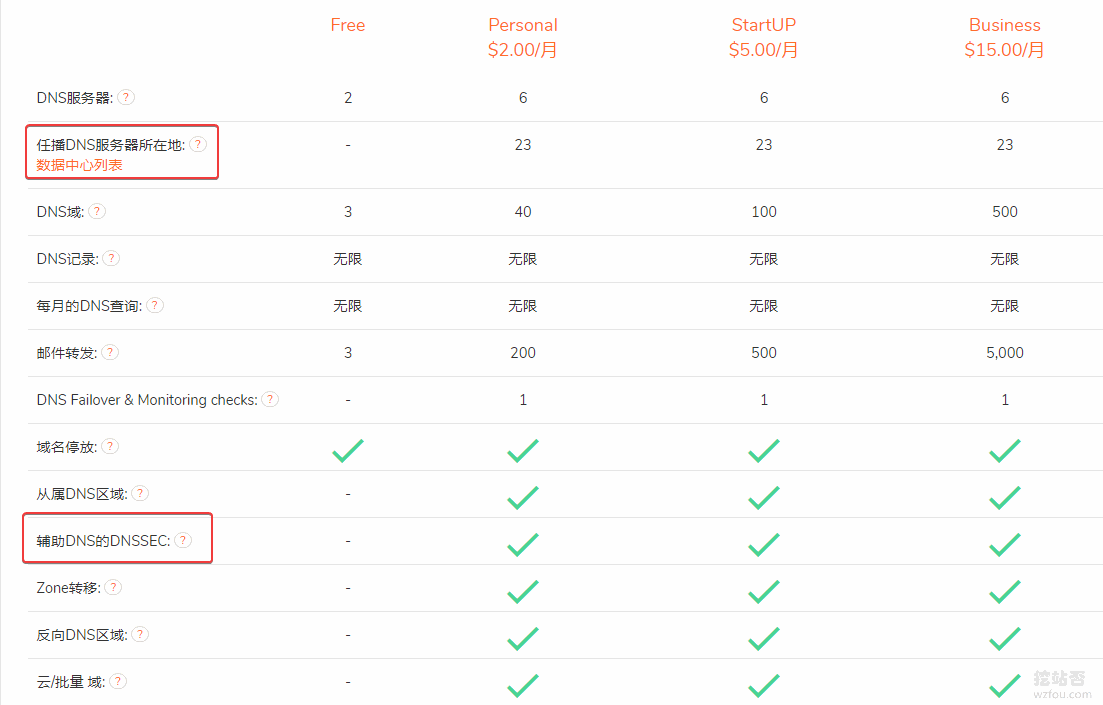 Free Personal StartUP Business
$2.00/月 $5.00/月 $15.00/月
DNS服务器: ? 2 6 6 6
任播DNS服务器所在地: ? - 23 23 23
数据中心列表
DNS域: ? 3 40 100 500
DNS记录: ? 无限 无限 无限 无限
每月的DNS查询: ? 无限 无限 无限 无限
邮件转发: ? 3 200 500 5,000
DNS Failover & Monitoring checks: ? - 1 1 1
域名停放: ?
从属DNS区域: ? -
辅助DNS的DNSSEC: ? -
Zone转移: ? -
反向DNS区域: ? -
云/批量 域: ? -
挖站否
wzfou.com